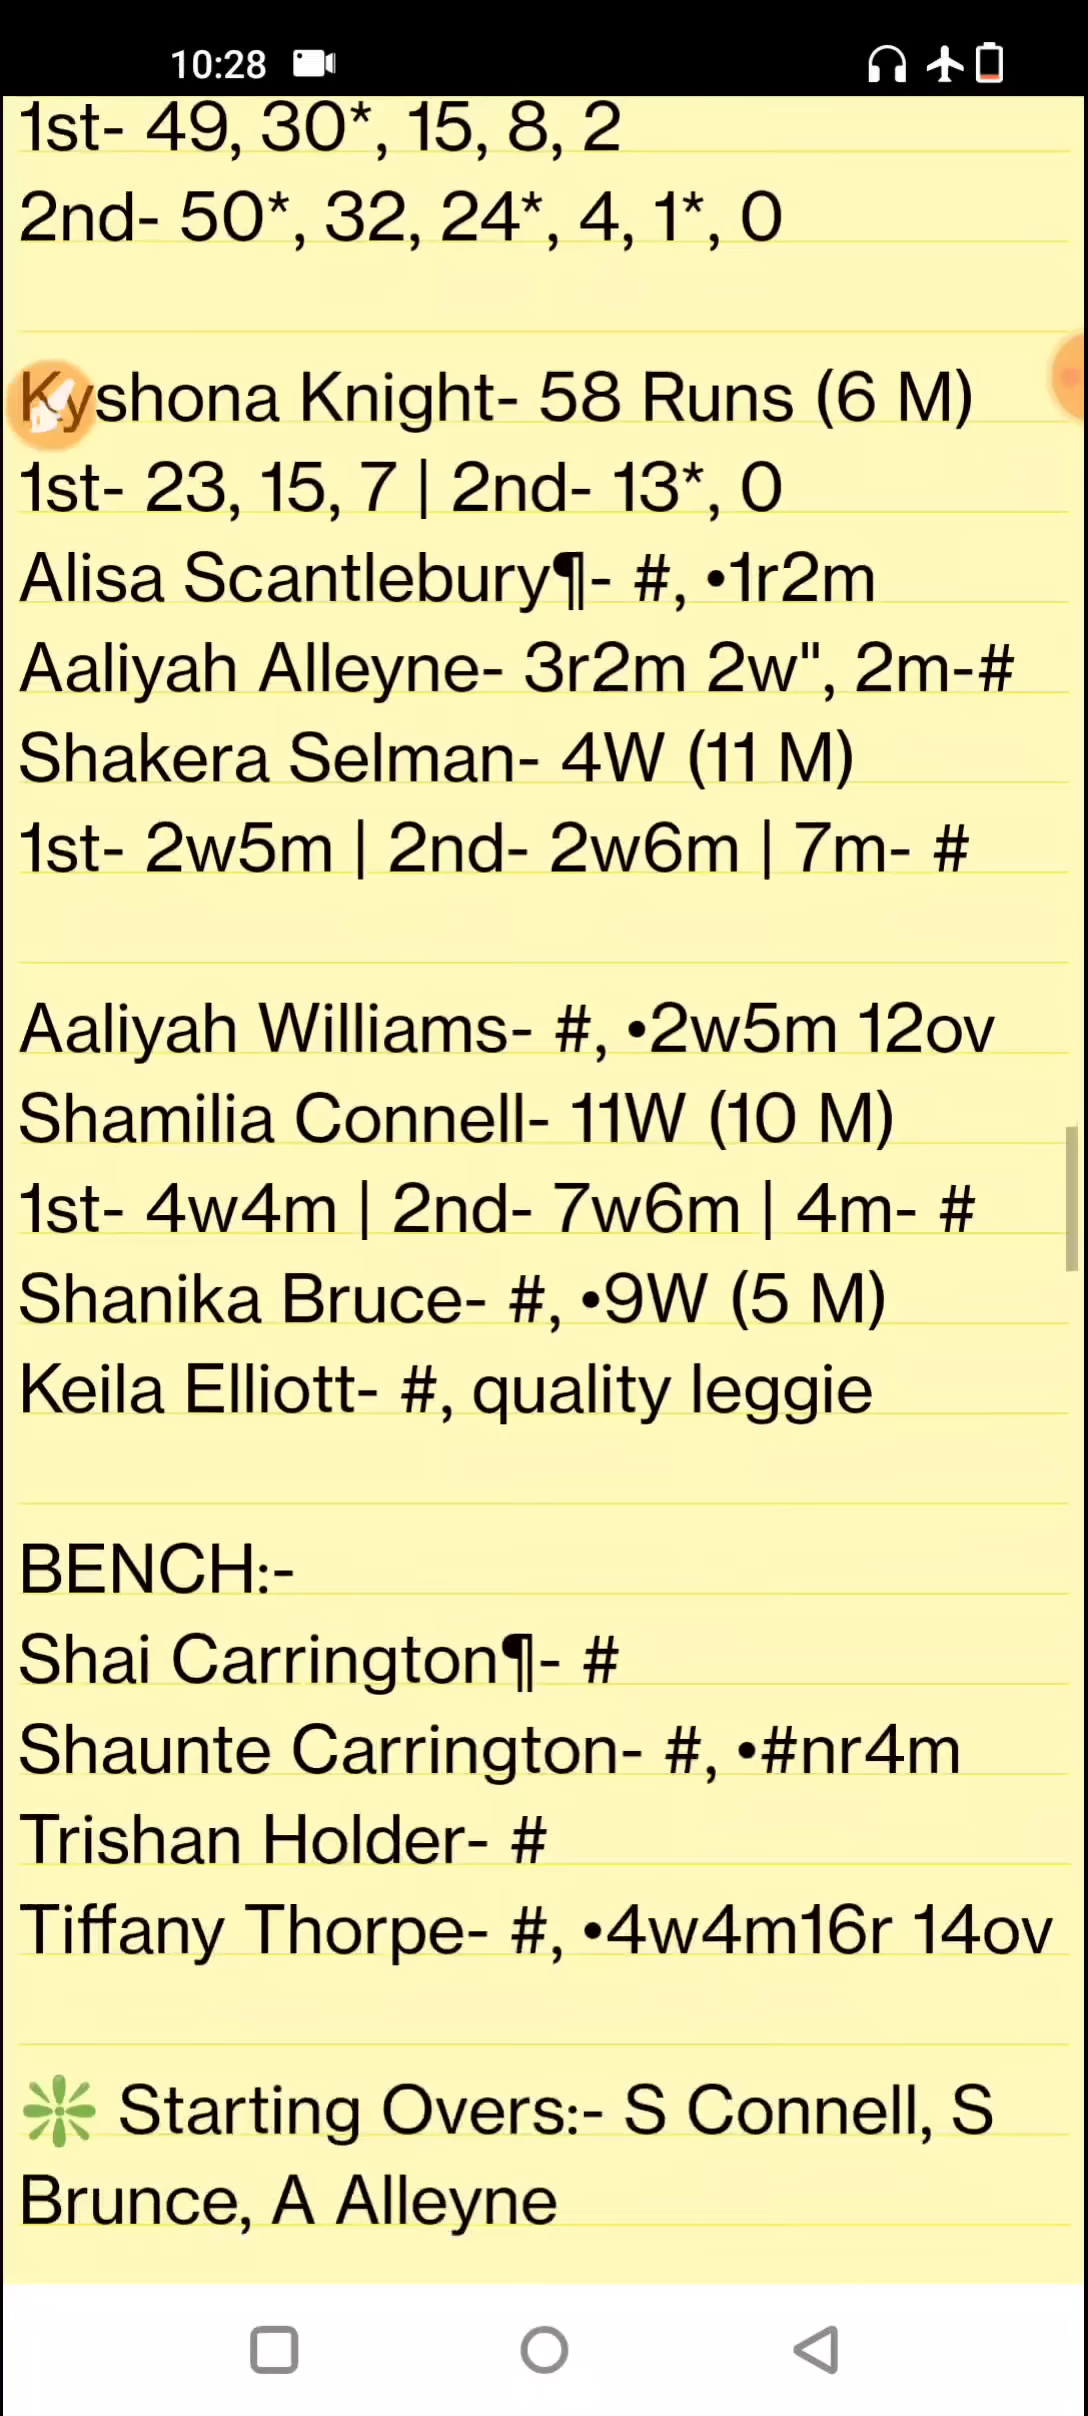 10:28
1st- 49, 30*, 15, 8, 2
2nd- 50*, 32, 24*, 4, 1*, 0
Kyshona Knight- 58 Runs (6 M)
1st- 23, 15, 7 | 2nd- 13*, 0
Alisa Scantlebury¶- #, •1r2m
Aaliyah Alleyne- 3r2m 2w", 2m-#
Shakera Selman- 4W (11 M)
1st- 2w5m | 2nd- 2w6m | 7m- #
Aaliyah Williams- #, •2w5m 12ov
Shamilia Connell- 11W (10 M)
1st- 4w4m | 2nd- 7w6m | 4m- #
Shanika Bruce- #, •9W (5 M)
Keila Elliott- #, quality leggie
BENCH:-
Shai Carrington¶- #
Shaunte Carrington- #, •#nr4m
Trishan Holder- #
Tiffany Thorpe- #, •4w4m16r 14ov
❇ Starting Overs:- S Connell, S
Brunce, A Alleyne